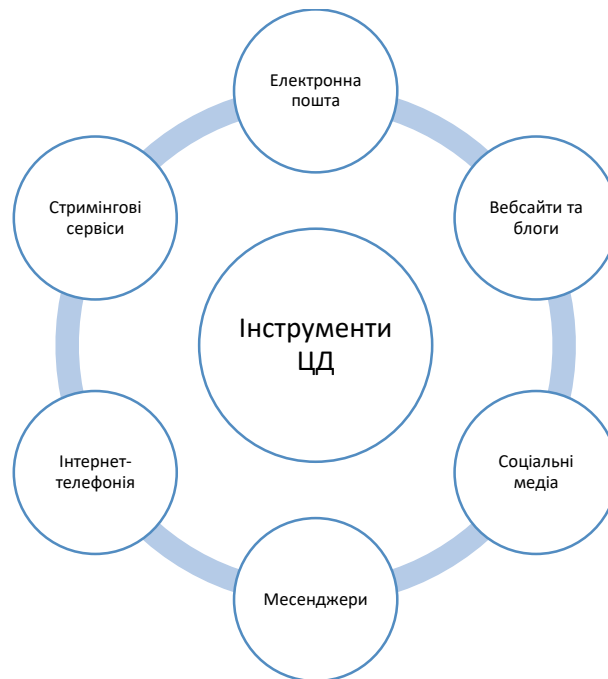 Електронна
пошта
Вебсайти та
блоги
Соціальні
медіа
Месенджери
Інтернет-
телефонія
Стримінгові
сервіси
Інструменти
ЦД